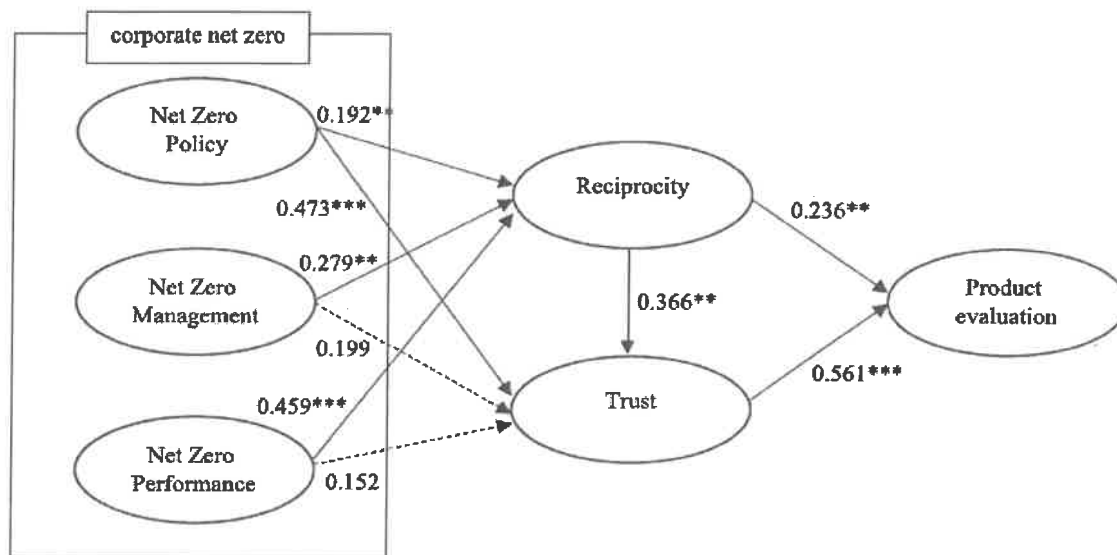 corporate net zero
Net Zero
Policy
0.192**
0.473***
Net Zero
Management
0.279**
0.199
Net Zero
Performance
0.459***
0.152
Reciprocity
0.366**
Trust
0.236**
0.561***
Product
evaluation